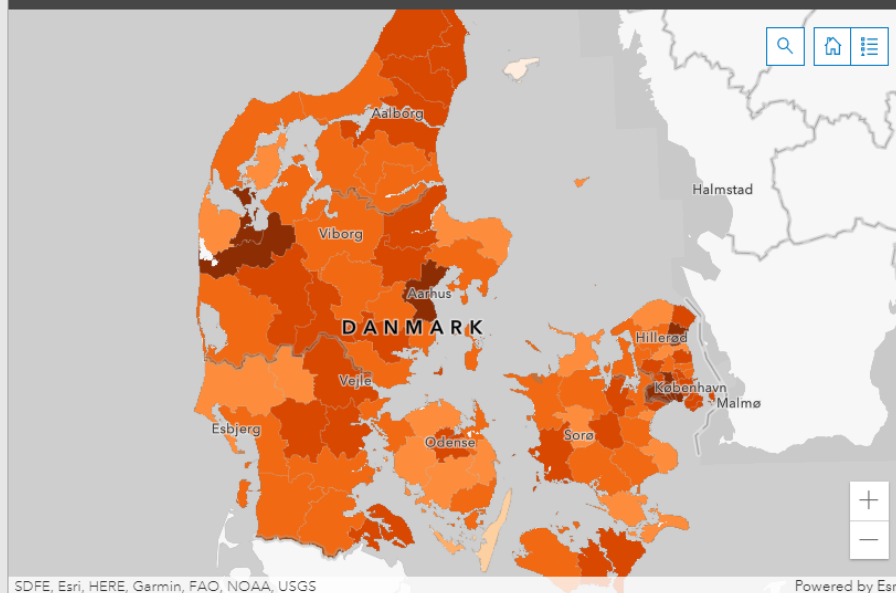 Aalborg
Halmstad
Viborg
Aarhus
DANMARK
Hillerød
Vejle
København
Malmø
Esbjerg
Odense
Sorø
SDFE, Esri, HERE, Garmin, FAO, NOAA, USGS
Powered by Esri